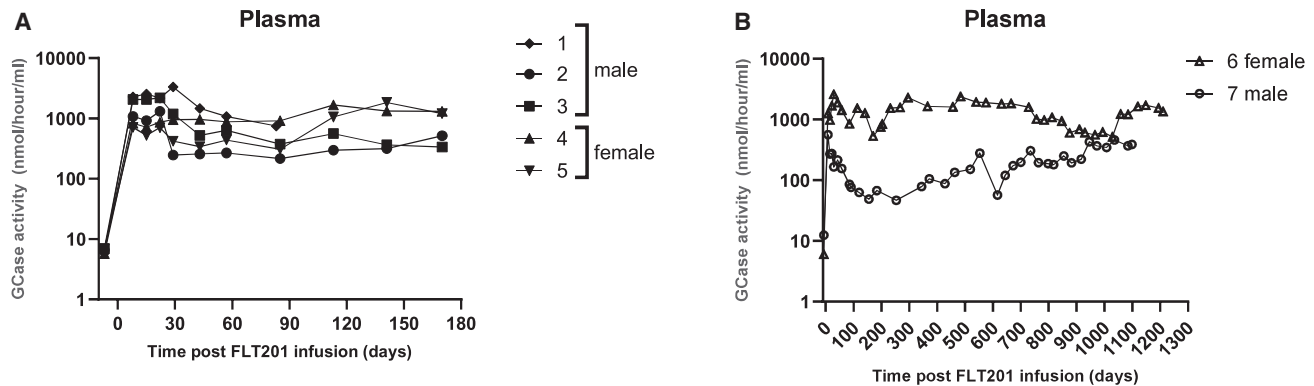 A
Plasma
GCase activity (nmol/hour/ml)
10000
1000
100
10
1
0 30 60 90 120 150 180
Time post FLT201 infusion (days)
1
2
3
male
4
5
female
B
Plasma
GCase activity (nmol/hour/ml)
10000
1000
100
10
1
0 100 200 300 400 500 600 700 800 900 1000 1100 1200 1300
Time post FLT201 infusion (days)
6 female
7 male